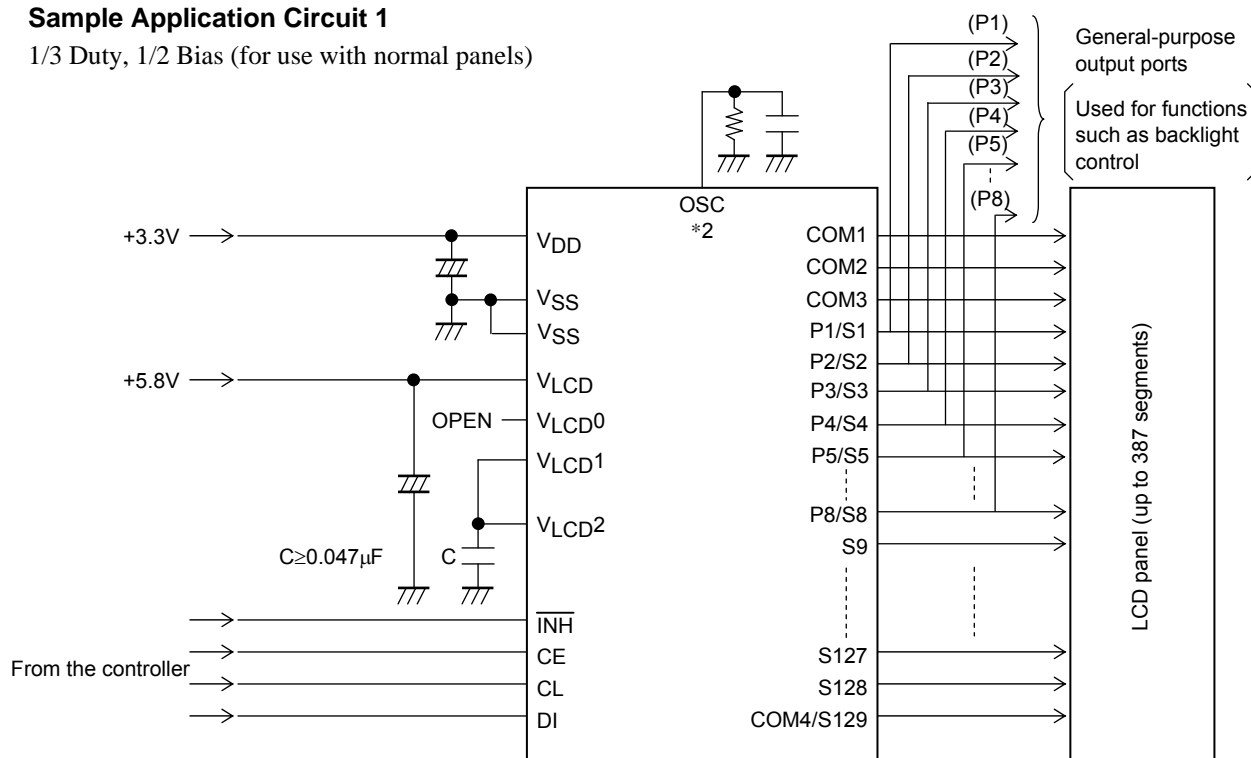 Sample Application Circuit 1
1/3 Duty, 1/2 Bias (for use with normal panels)
(P1)
(P2)
(P3)
(P4)
(P5)
(P8)
General-purpose
output ports
Used for functions
such as backlight
control
OSC
*2
+3.3V
VDD
VSS
VSS
+5.8V
VLCD
OPEN
VLCD0
VLCD1
VLCD2
C≥0.047μF
C
From the controller
INH
CE
CL
DI
COM1
COM2
COM3
P1/S1
P2/S2
P3/S3
P4/S4
P5/S5
P8/S8
S9
S127
S128
COM4/S129
LCD panel (up to 387 segments)